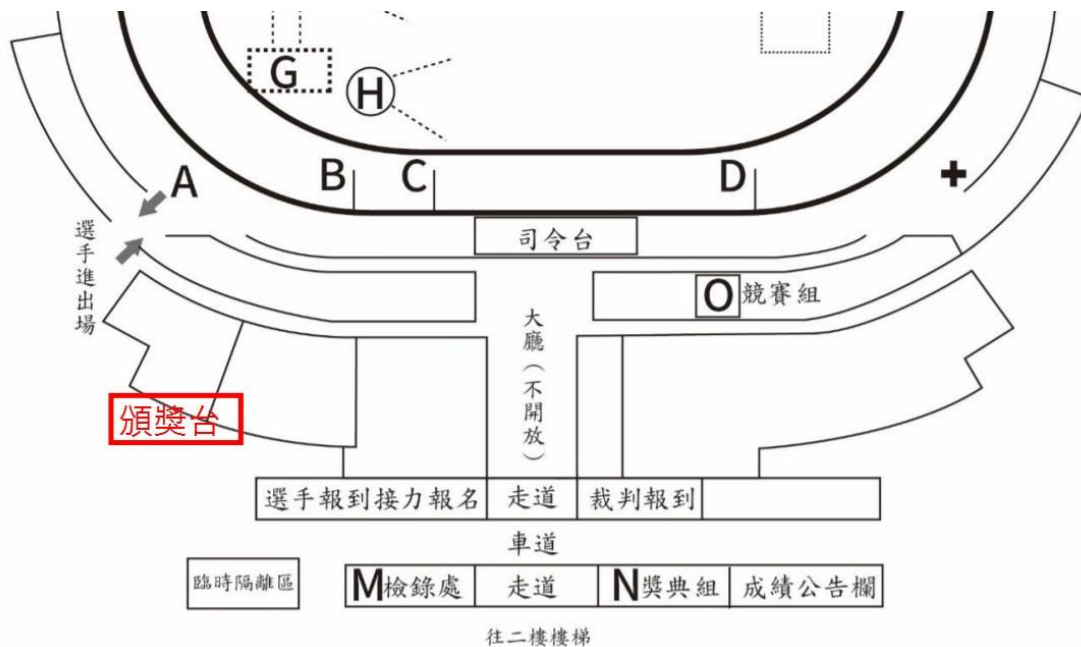 G
H
A
B
C
D
選手進出場
司令台
O 競賽組
大廳（不開放）
頒獎台
選手報到接力報名
走道
裁判報到
車道
臨時隔離區
M檢錄處
走道
N獎典組
成績公告欄
往二樓樓梯